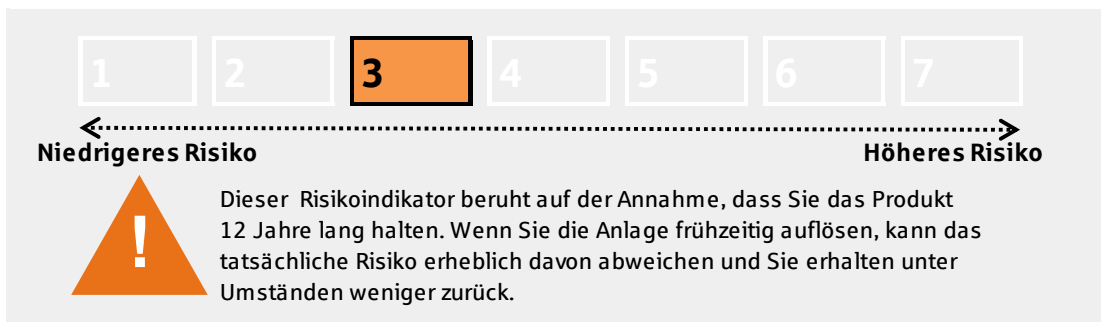 1 2 3 4 5 6 7
Niedrigeres Risiko Höheres Risiko
!
Dieser Risikoindikator beruht auf der Annahme, dass Sie das Produkt
12 Jahre lang halten. Wenn Sie die Anlage frühzeitig auflösen, kann das
tatsächliche Risiko erheblich davon abweichen und Sie erhalten unter
Umständen weniger zurück.